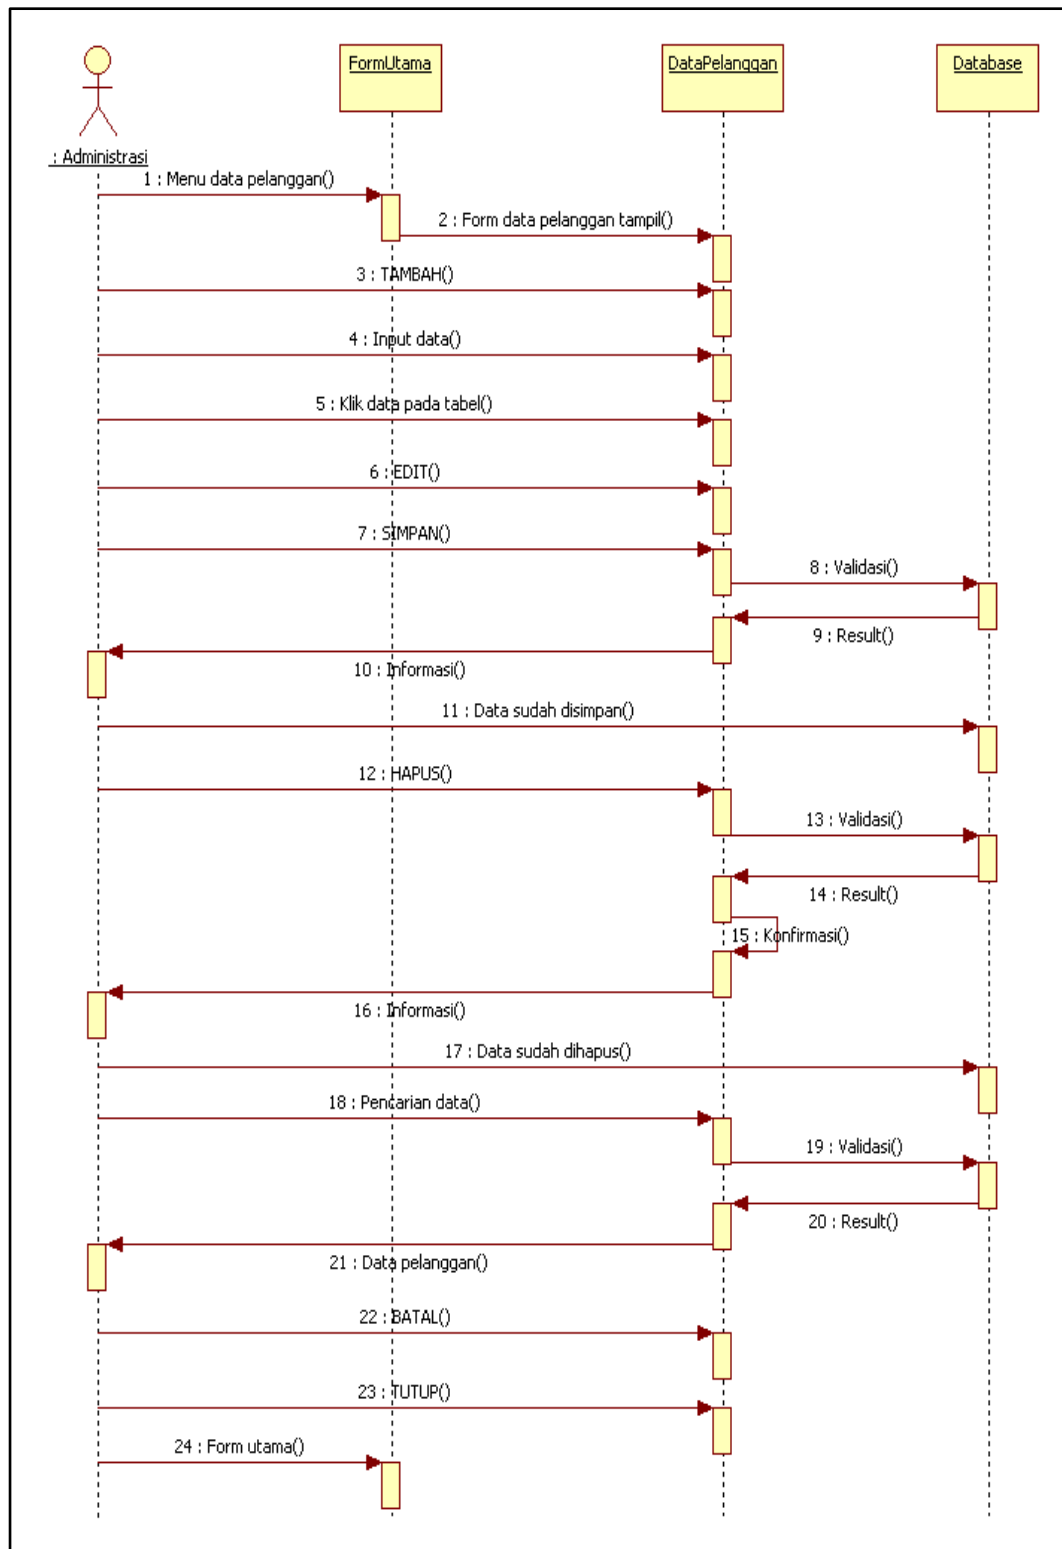 FormUtama
DataPelanggan
Database
: Administrasi
1 : Menu data pelanggan()
2 : Form data pelanggan tampil()
3 : TAMBAH()
4 : Input data()
5 : Klik data pada tabel()
6 : EDIT()
7 : SIMPAN()
8 : Validasi()
9 : Result()
10 : Informasi()
11 : Data sudah disimpan()
12 : HAPUS()
13 : Validasi()
14 : Result()
15 : Konfirmasi()
16 : Informasi()
17 : Data sudah dihapus()
18 : Pencarian data()
19 : Validasi()
20 : Result()
21 : Data pelanggan()
22 : BATAL()
23 : TUTUP()
24 : Form utama()